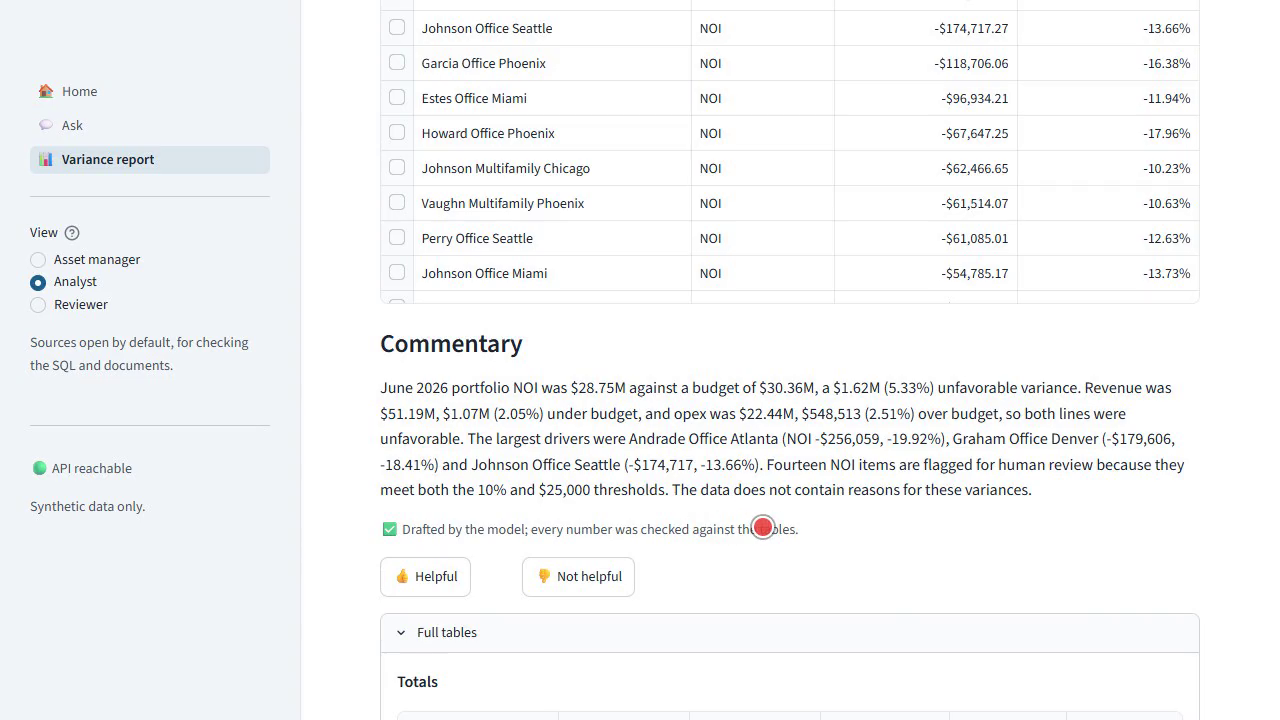 Home
Ask
Variance report
View
Asset manager
Analyst
Reviewer
Sources open by default, for checking
the SQL and documents.
API reachable
Synthetic data only.
Johnson Office Seattle NOI -$174,717.27 -13.66%
Garcia Office Phoenix NOI -$118,706.06 -16.38%
Estes Office Miami NOI -$96,934.21 -11.94%
Howard Office Phoenix NOI -$67,647.25 -17.96%
Johnson Multifamily Chicago NOI -$62,466.65 -10.23%
Vaughn Multifamily Phoenix NOI -$61,514.07 -10.63%
Perry Office Seattle NOI -$61,085.01 -12.63%
Johnson Office Miami NOI -$54,785.17 -13.73%
Commentary
June 2026 portfolio NOI was $28.75M against a budget of $30.36M, a $1.62M (5.33%) unfavorable variance. Revenue was
$51.19M, $1.07M (2.05%) under budget, and opex was $22.44M, $548,513 (2.51%) over budget, so both lines were
unfavorable. The largest drivers were Andrade Office Atlanta (NOI -$256,059, -19.92%), Graham Office Denver (-$179,606,
-18.41%) and Johnson Office Seattle (-$174,717, -13.66%). Fourteen NOI items are flagged for human review because they
meet both the 10% and $25,000 thresholds. The data does not contain reasons for these variances.
Drafted by the model; every number was checked against the tables.
Helpful
Not helpful
Full tables
Totals